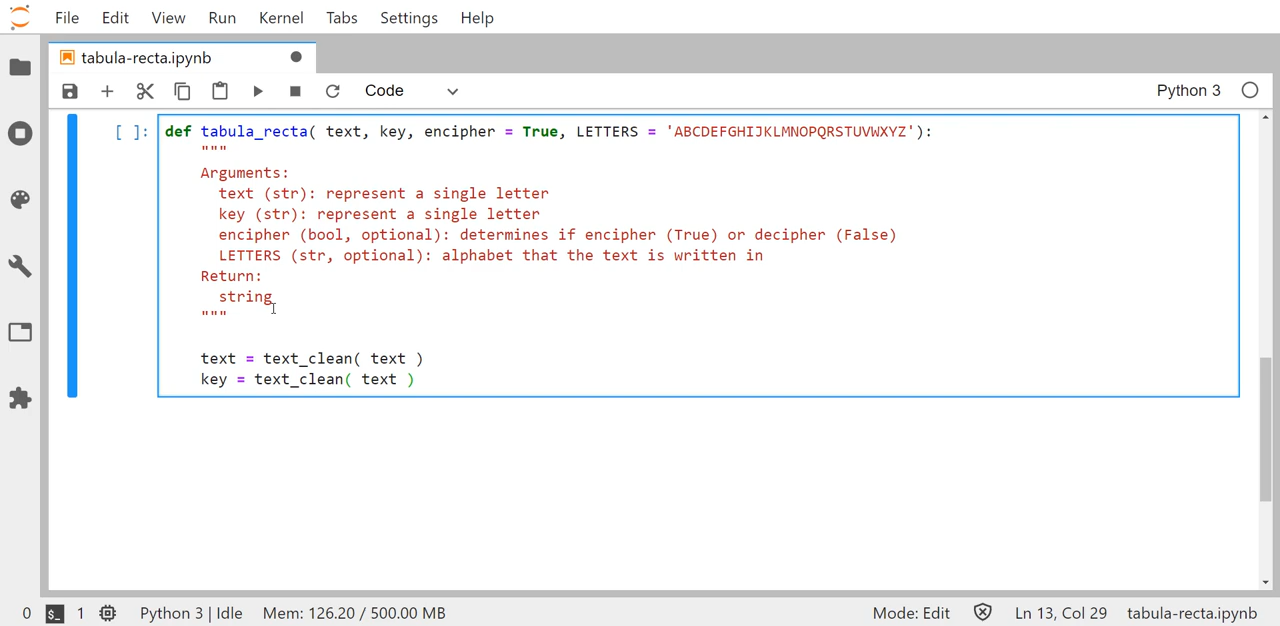 File Edit View Run Kernel Tabs Settings Help
tabula-recta.ipynb
Code
Python 3
[ ]: def tabula_recta( text, key, encipher = True, LETTERS = 'ABCDEFGHIJKLMNOPQRSTUVWXYZ'):
"""
Arguments:
text (str): represent a single letter
key (str): represent a single letter
encipher (bool, optional): determines if encipher (True) or decipher (False)
LETTERS (str, optional): alphabet that the text is written in
Return:
string
"""
text = text_clean( text )
key = text_clean( text )
0 $_ 1 Python 3 | Idle Mem: 126.20 / 500.00 MB Mode: Edit Ln 13, Col 29 tabula-recta.ipynb